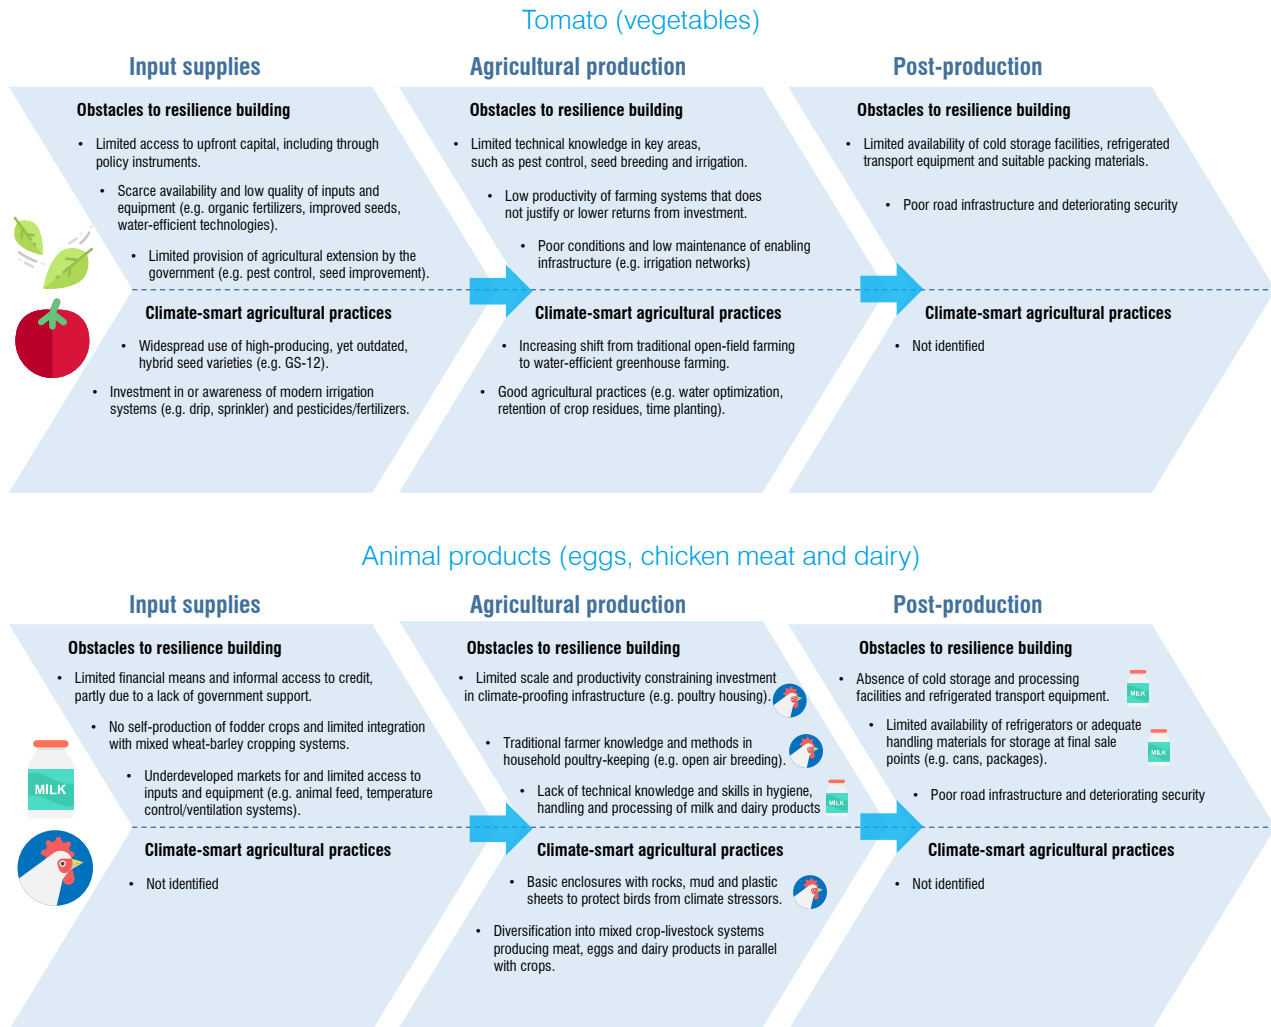 Tomato (vegetables)
Input supplies
Obstacles to resilience building
• Limited access to upfront capital, including through
policy instruments.
• Scarce availability and low quality of inputs and
equipment (e.g. organic fertilizers, improved seeds,
water-efficient technologies).
• Limited provision of agricultural extension by the
government (e.g. pest control, seed improvement).
Climate-smart agricultural practices
• Widespread use of high-producing, yet outdated,
hybrid seed varieties (e.g. GS-12).
• Investment in or awareness of modern irrigation
systems (e.g. drip, sprinkler) and pesticides/fertilizers.
Agricultural production
Obstacles to resilience building
• Limited technical knowledge in key areas,
such as pest control, seed breeding and irrigation.
• Low productivity of farming systems that does
not justify or lower returns from investment.
• Poor conditions and low maintenance of enabling
infrastructure (e.g. irrigation networks)
Climate-smart agricultural practices
• Increasing shift from traditional open-field farming
to water-efficient greenhouse farming.
• Good agricultural practices (e.g. water optimization,
retention of crop residues, time planting).
Post-production
Obstacles to resilience building
• Limited availability of cold storage facilities, refrigerated
transport equipment and suitable packing materials.
• Poor road infrastructure and deteriorating security
Climate-smart agricultural practices
• Not identified
Animal products (eggs, chicken meat and dairy)
Input supplies
Obstacles to resilience building
• Limited financial means and informal access to credit,
partly due to a lack of government support.
• No self-production of fodder crops and limited integration
with mixed wheat-barley cropping systems.
• Underdeveloped markets for and limited access to
inputs and equipment (e.g. animal feed, temperature
control/ventilation systems).
MILK
Climate-smart agricultural practices
• Not identified
Agricultural production
Obstacles to resilience building
• Limited scale and productivity constraining investment
in climate-proofing infrastructure (e.g. poultry housing).
• Traditional farmer knowledge and methods in
household poultry-keeping (e.g. open air breeding).
• Lack of technical knowledge and skills in hygiene,
handling and processing of milk and dairy products
MILK
Climate-smart agricultural practices
• Basic enclosures with rocks, mud and plastic
sheets to protect birds from climate stressors.
• Diversification into mixed crop-livestock systems
producing meat, eggs and dairy products in parallel
with crops.
Post-production
Obstacles to resilience building
• Absence of cold storage and processing
facilities and refrigerated transport equipment.
MILK
• Limited availability of refrigerators or adequate
handling materials for storage at final sale
points (e.g. cans, packages).
MILK
• Poor road infrastructure and deteriorating security
Climate-smart agricultural practices
• Not identified